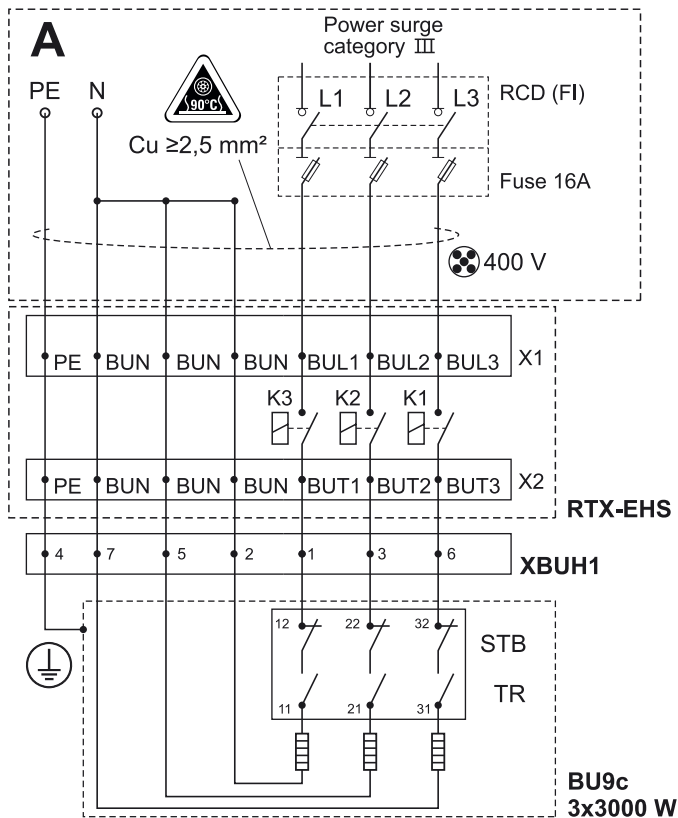 A
Power surge
category III
PE N
90°C
L1 L2 L3 RCD (FI)
Cu ≥2,5 mm²
Fuse 16A
400 V
PE BUN BUN BUN BUL1 BUL2 BUL3 X1
K3 K2 K1
PE BUN BUN BUN BUT1 BUT2 BUT3 X2
RTX-EHS
4 7 5 2 1 3 6 XBUH1
12 22 32 STB
TR
11 21 31
BU9c
3x3000 W